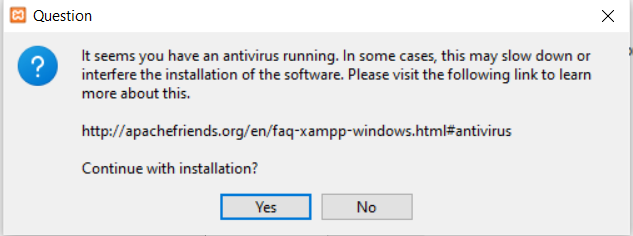 Question
It seems you have an antivirus running. In some cases, this may slow down or
interfere the installation of the software. Please visit the following link to learn
more about this.
http://apachefriends.org/en/faq-xampp-windows.html#antivirus
Continue with installation?
Yes
No